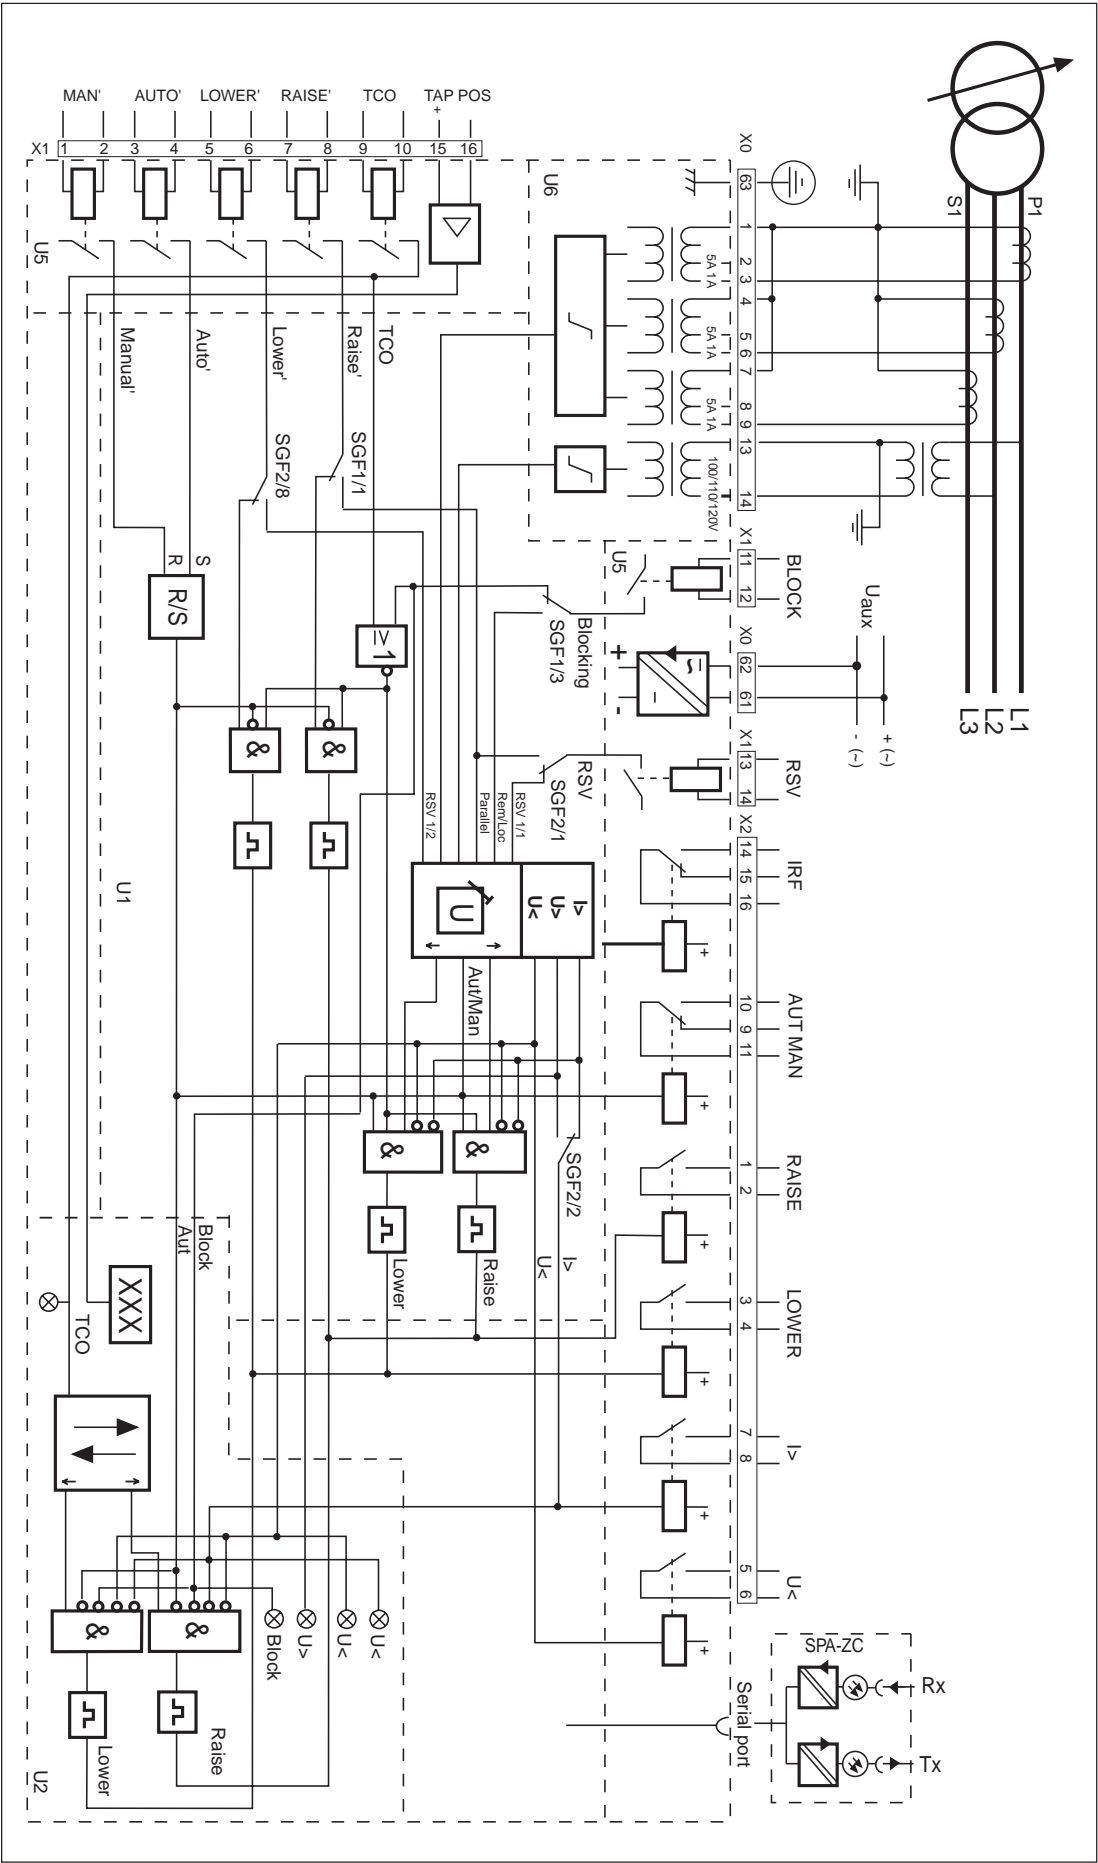 MAN' AUTO' LOWER' RAISE' TCO TAP POS
+
X1 1 2 3 4 5 6 7 8 9 10 15 16
U5
U6
X0
63
1
2
3
4
5
6
7
8
9
13
14
5A 1A
5A 1A
5A 1A
100/110/120V
S1
P1
L1
L2
L3
Manual'
Auto'
Lower'
Raise'
TCO
SGF2/8
SGF1/1
S
R
R/S
≥1
X1
11
12
BLOCK
U5
Blocking
SGF1/3
Uaux
X0
62
61
~
+
-
+ (~)
- (~)
X1
13
14
RSV
RSV
SGF2/1
&
&
RSV 1/2
Parallel
Rem/Loc
RSV 1/1
U1
U
I>
U>
U<
Aut/Man
X2
14
15
16
IRF
+
10
9
11
AUT MAN
+
1
2
RAISE
+
3
4
LOWER
+
7
8
I>
+
5
6
U<
+
&
&
SGF2/2
I>
U<
Raise
Lower
Block
Aut
XXX
TCO
&
&
Block
U>
U<
U<
Raise
Lower
U2
SPA-ZC
Rx
Tx
Serial port